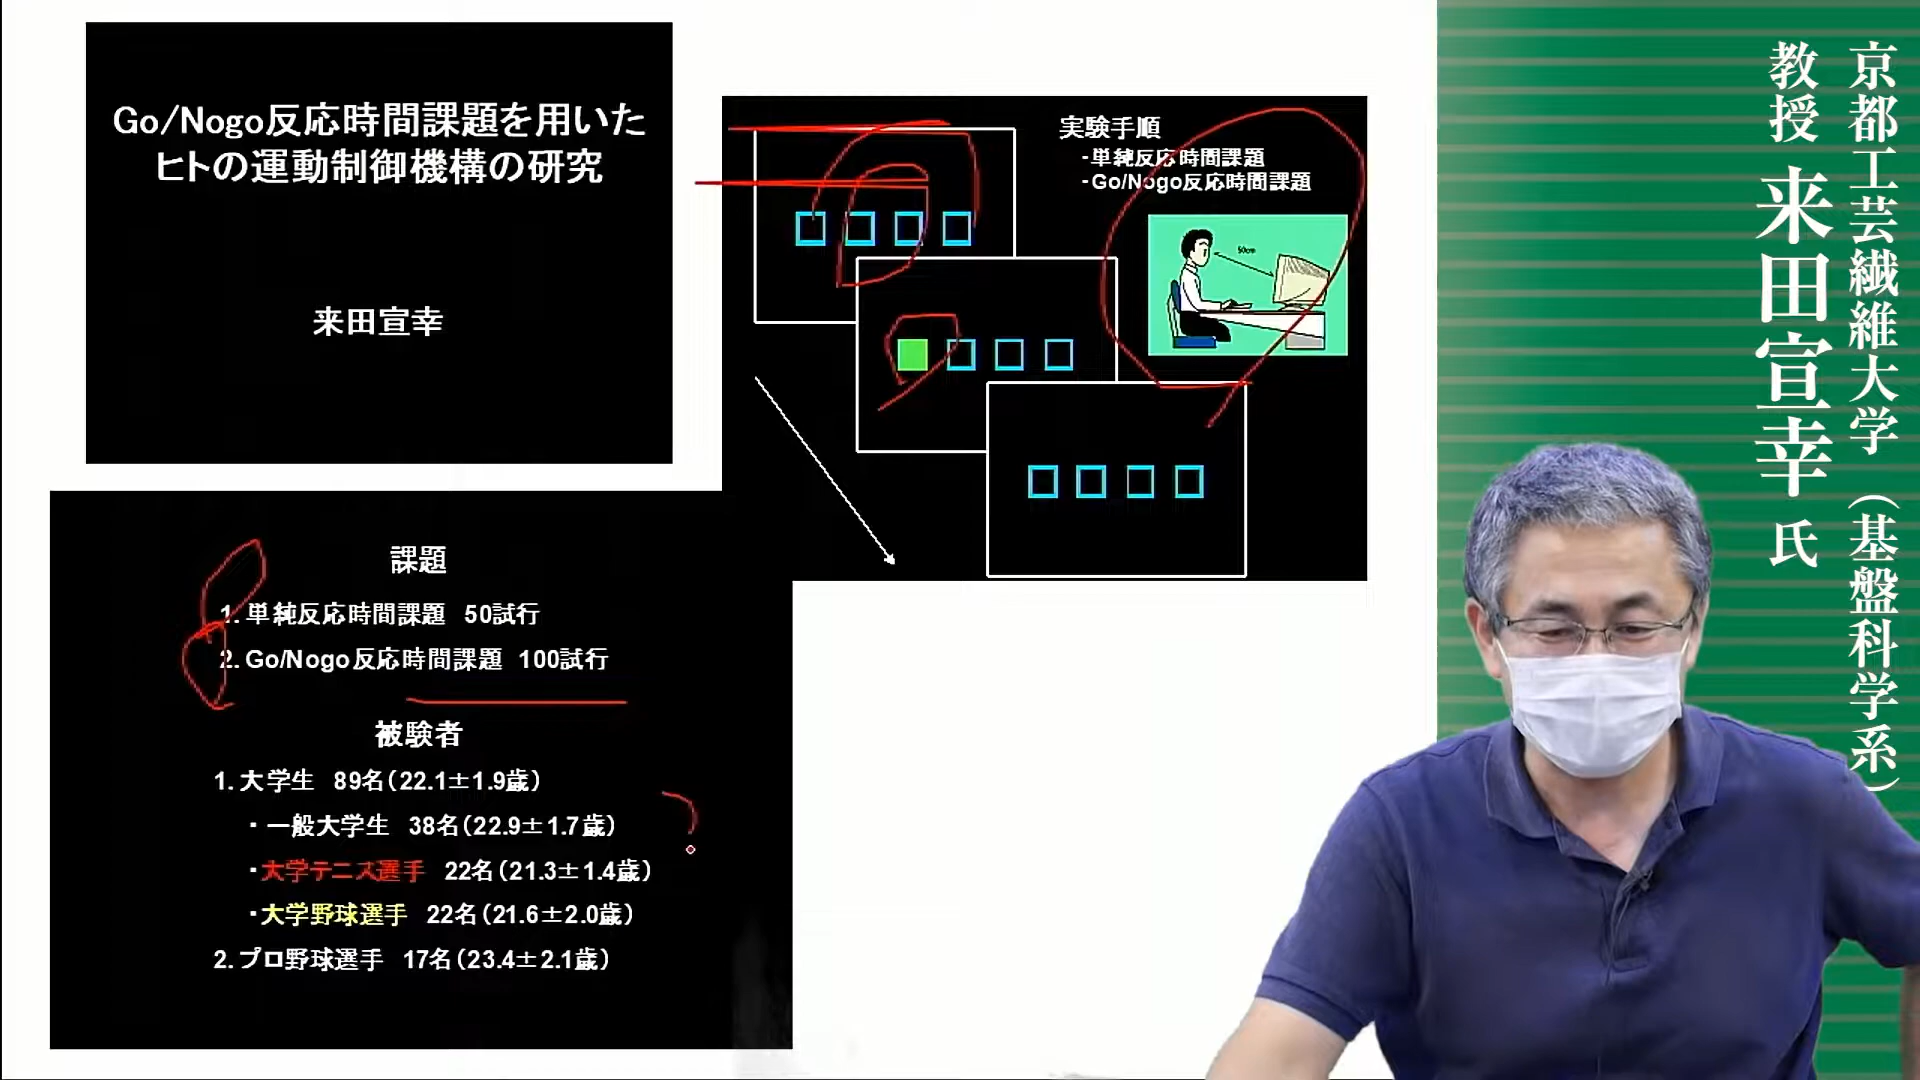 Go/Nogo反応時間課題を用いた
ヒトの運動制御機構の研究
来田宣幸
実験手順
-単純反応時間課題
-Go/Nogo反応時間課題
50cm
課題
1. 単純反応時間課題 50試行
2. Go/Nogo反応時間課題 100試行
被験者
1. 大学生 89名(22.1±1.9歳)
・一般大学生 38名(22.9±1.7歳)
・大学テニス選手 22名(21.3±1.4歳)
・大学野球選手 22名(21.6±2.0歳)
2. プロ野球選手 17名(23.4±2.1歳)
京都工芸繊維大学(基盤科学系)
教授 来田宣幸 氏